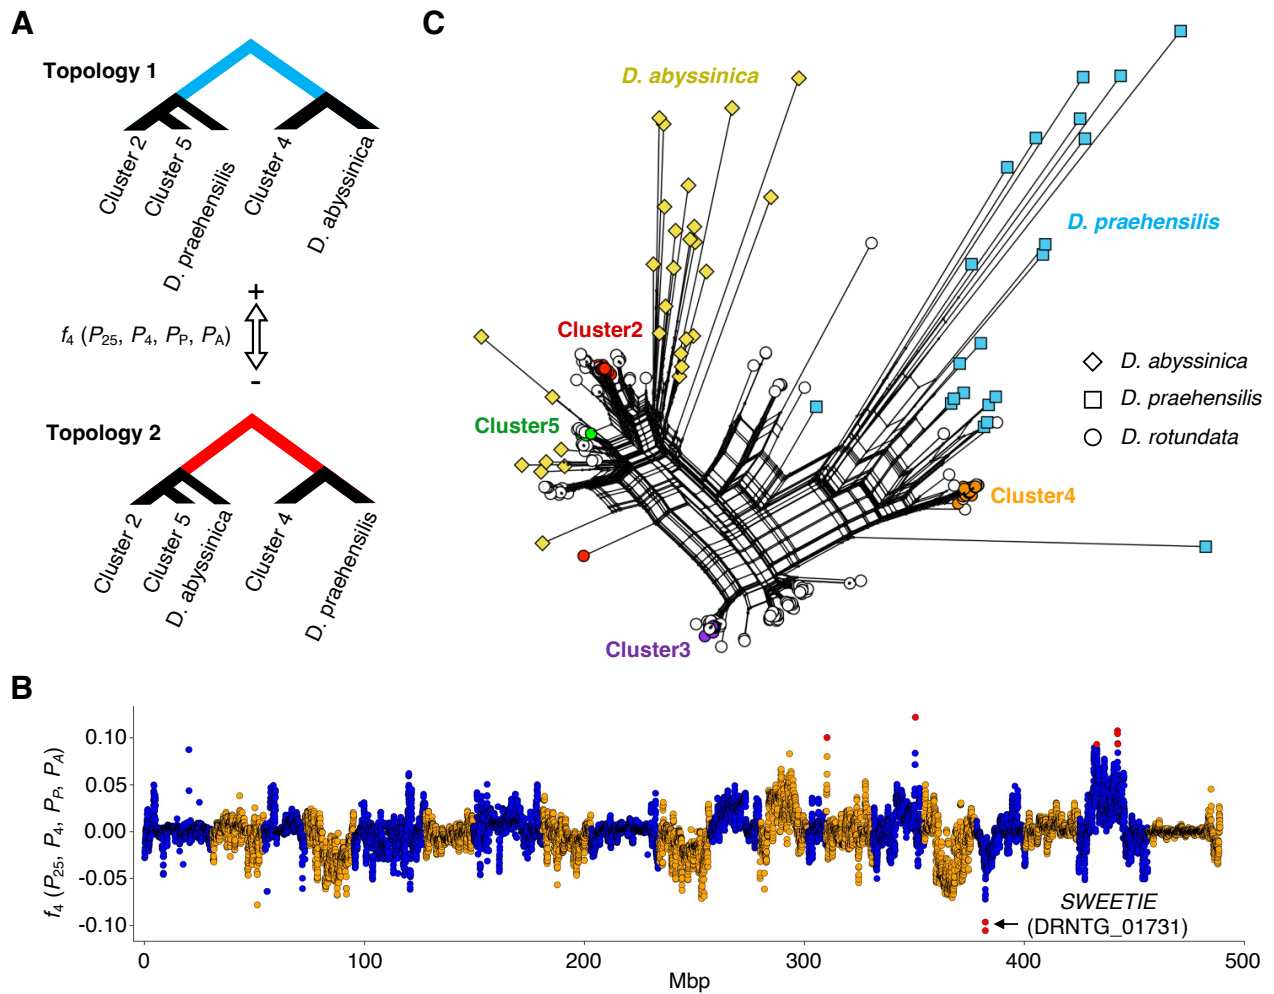 A
Topology 1
Cluster 2
Cluster 5
D. praehensilis
Cluster 4
D. abyssinica
+
f4 (P25, P4, PP, PA)
-
Topology 2
Cluster 2
Cluster 5
D. abyssinica
Cluster 4
D. praehensilis
C
D. abyssinica
D. praehensilis
Cluster2
Cluster5
Cluster4
Cluster3
D. abyssinica
D. praehensilis
D. rotundata
B
f4 (P25, P4, PP, PA)
0.10
0.05
0.00
-0.05
-0.10
SWEETIE
(DRNTG_01731)
0
100
200
300
400
500
Mbp